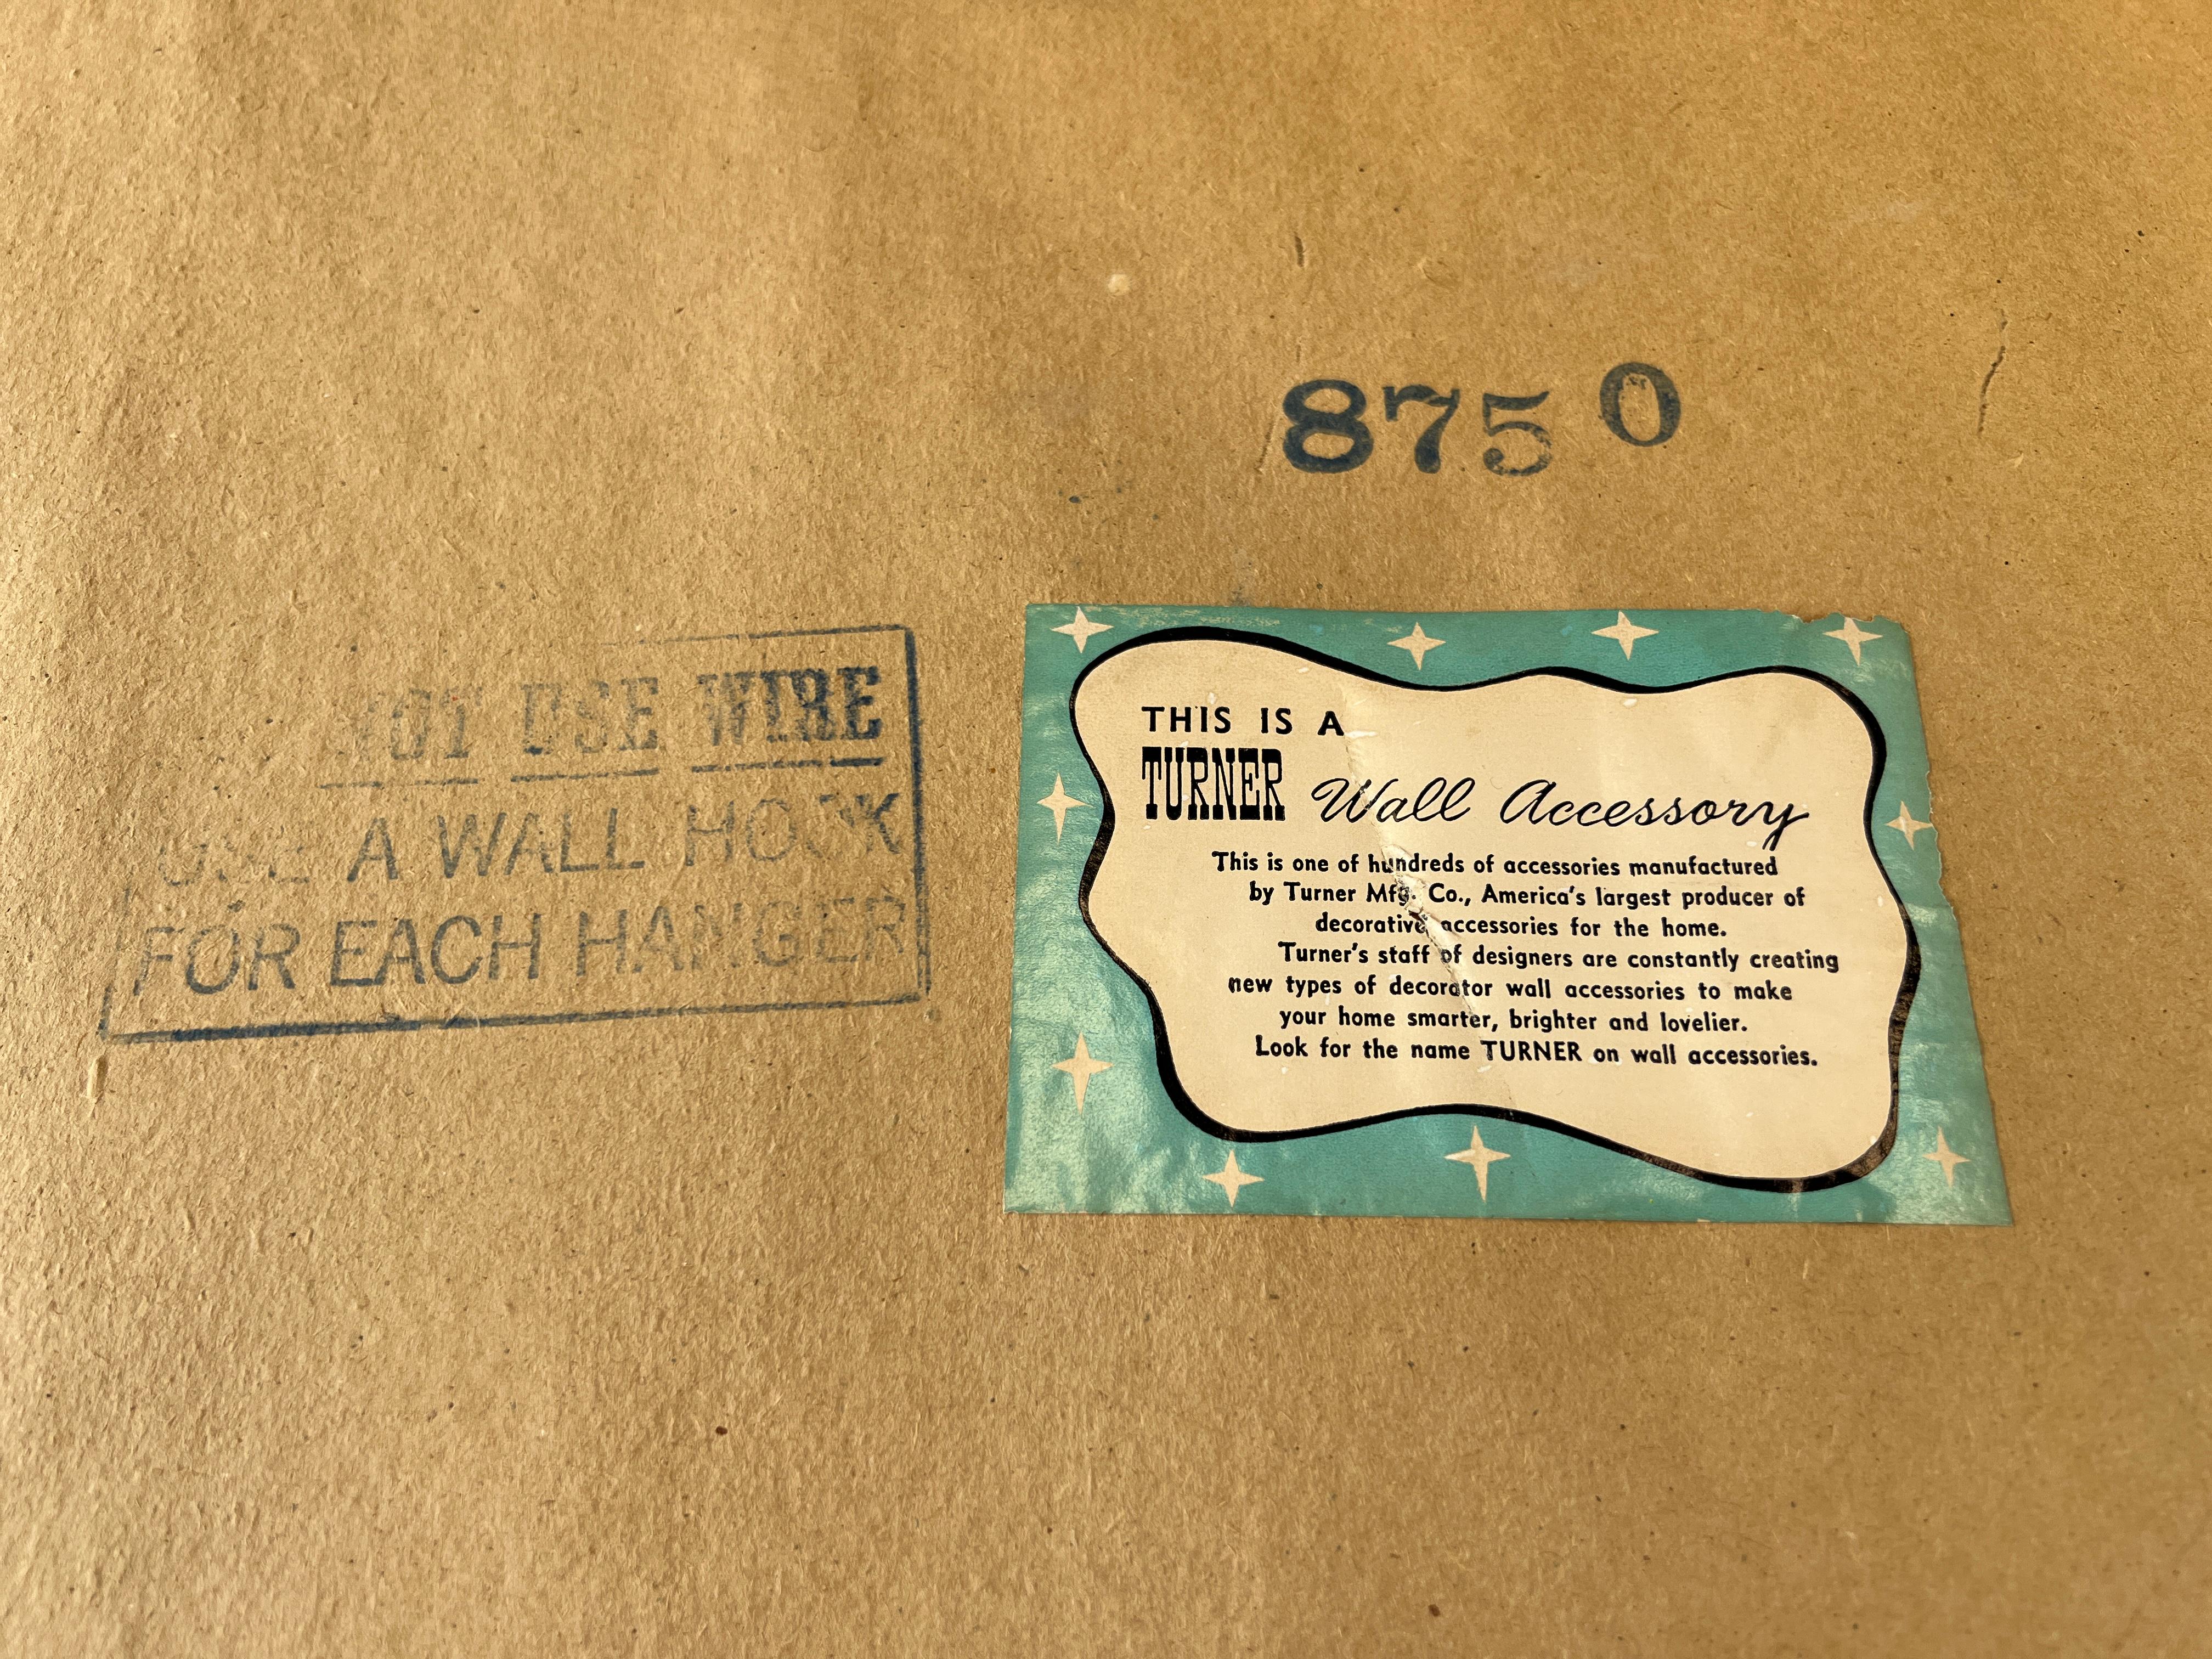 8750
NOT USE WIRE
USE A WALL HOOK
FOR EACH HANGER
THIS IS A
TURNER Wall Accessory
This is one of hundreds of accessories manufactured
by Turner Mfg. Co., America's largest producer of
decorative accessories for the home.
Turner's staff of designers are constantly creating
new types of decorator wall accessories to make
your home smarter, brighter and lovelier.
Look for the name TURNER on wall accessories.